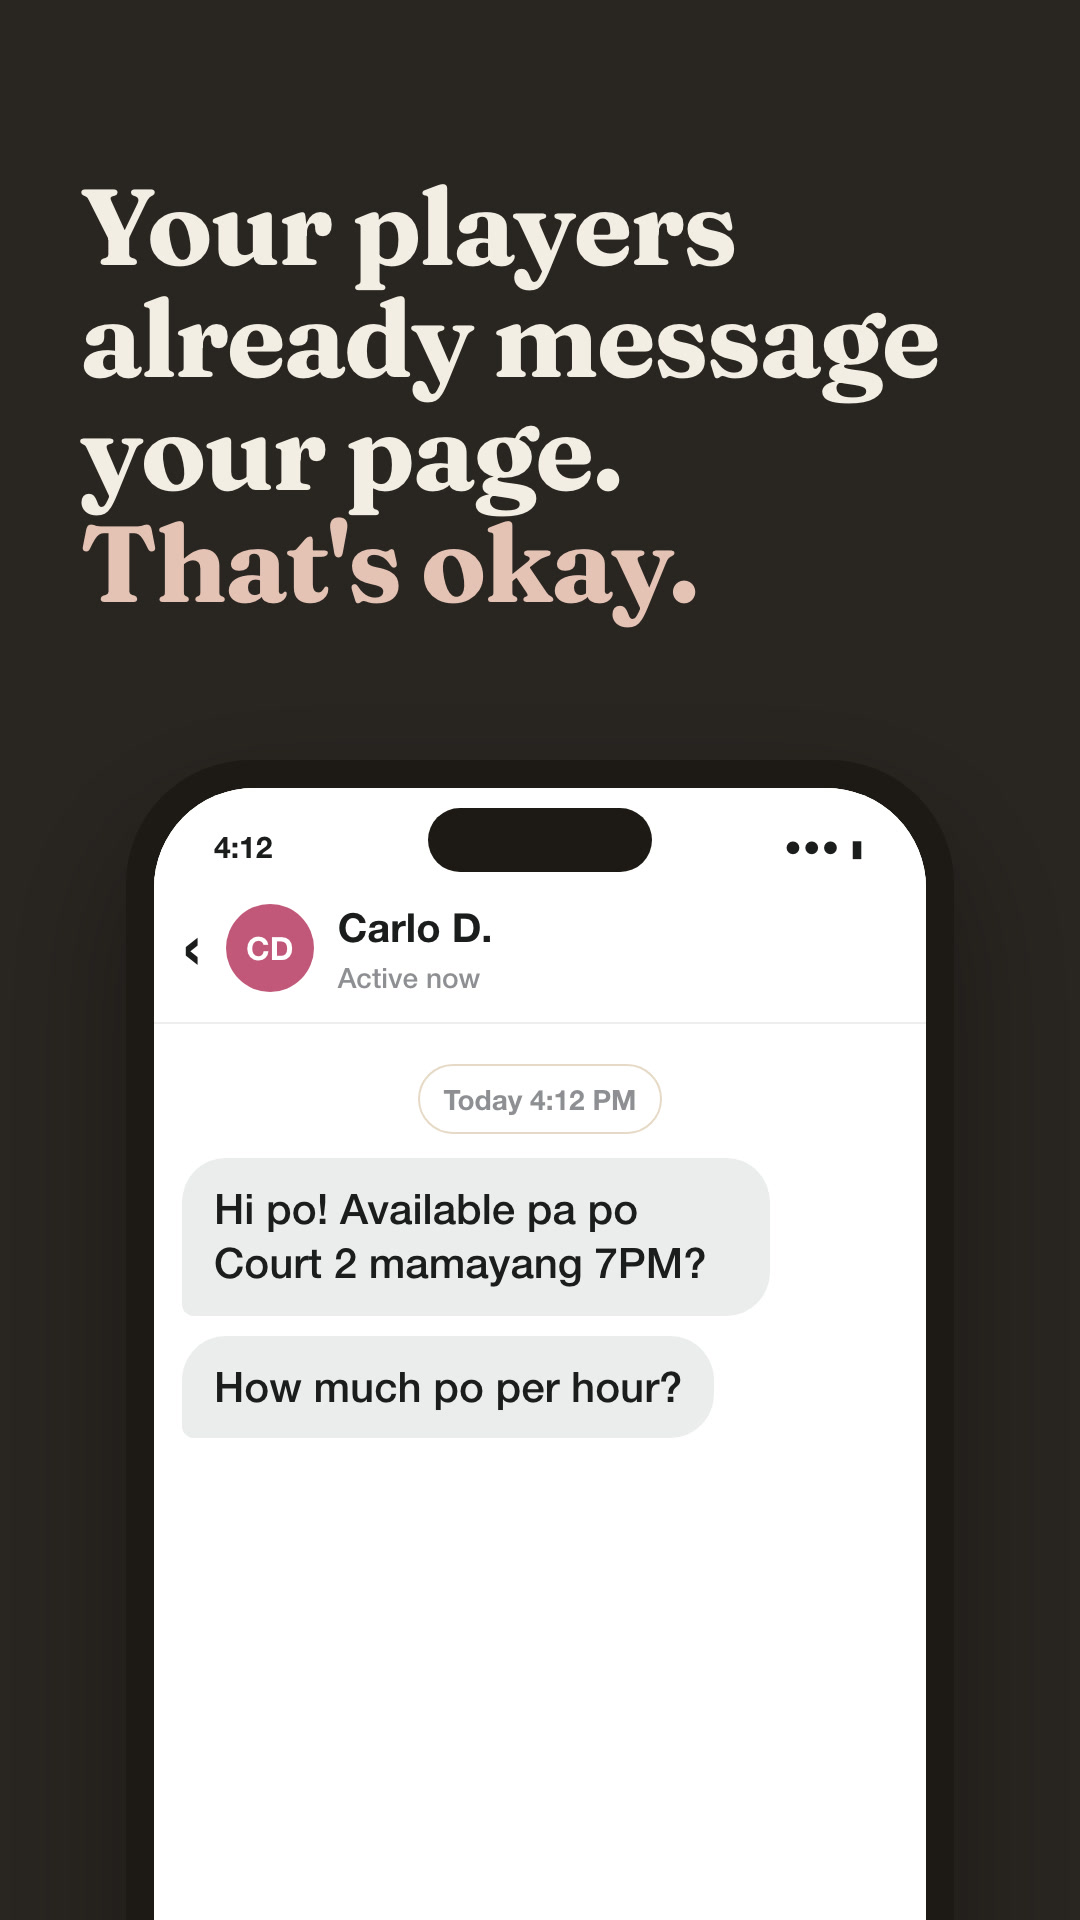 Your players
already message
your page.
That's okay.
4:12
CD
Carlo D.
Active now
Today 4:12 PM
Hi po! Available pa po
Court 2 mamayang 7PM?
How much po per hour?